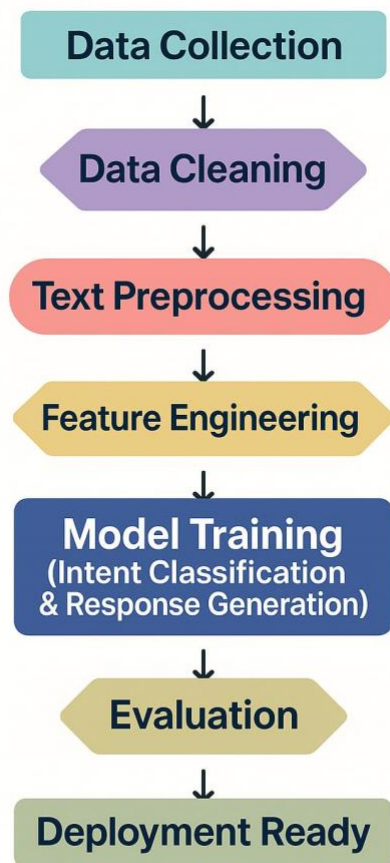 Data Collection
Data Cleaning
Text Preprocessing
Feature Engineering
Model Training
(Intent Classification
& Response Generation)
Evaluation
Deployment Ready